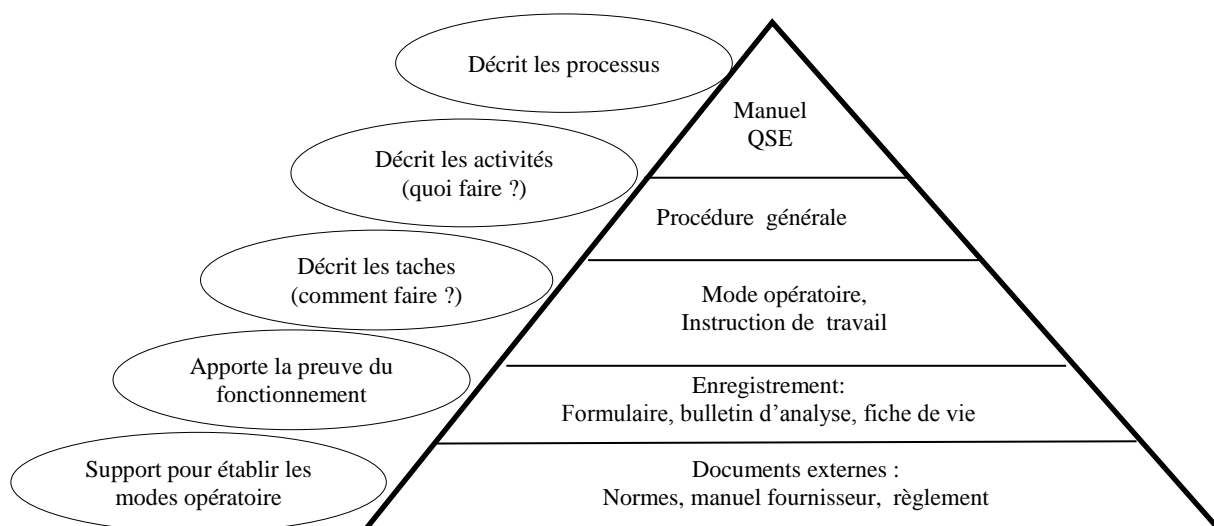 Décrit les processus
Manuel
QSE
Décrit les activités
(quoi faire ?)
Procédure générale
Décrit les taches
(comment faire ?)
Mode opératoire,
Instruction de travail
Apporte la preuve du
fonctionnement
Enregistrement:
Formulaire, bulletin d’analyse, fiche de vie
Support pour établir les
modes opératoire
Documents externes :
Normes, manuel fournisseur, règlement